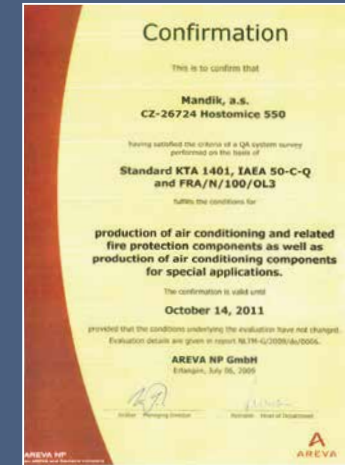 Confirmation
This is to confirm that
Mandik, a.s.
CZ-26724 Hostomice 550
having satisfied the criteria of a QA system survey
performed on the basis of
Standard KTA 1401, IAEA 50-C-Q
and FRA/N/100/OL3
fulfills the conditions for
production of air conditioning and related
fire protection components as well as
production of air conditioning components
for special applications.
The confirmation is valid until
October 14, 2011
provided that the conditions underlying the evaluation have not changed.
Evaluation details are given in report
AREVA NP GmbH
Erlangen, July 06, 2009
Managing Director
Head of Department
AREVA NP
AREVA